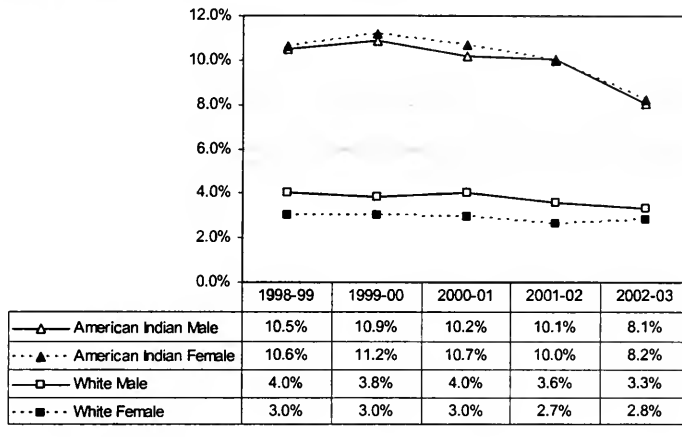 12.0%
10.0%
8.0%
6.0%
4.0%
2.0%
0.0%
1998-99 1999-00 2000-01 2001-02 2002-03
American Indian Male 10.5% 10.9% 10.2% 10.1% 8.1%
American Indian Female 10.6% 11.2% 10.7% 10.0% 8.2%
White Male 4.0% 3.8% 4.0% 3.6% 3.3%
White Female 3.0% 3.0% 3.0% 2.7% 2.8%